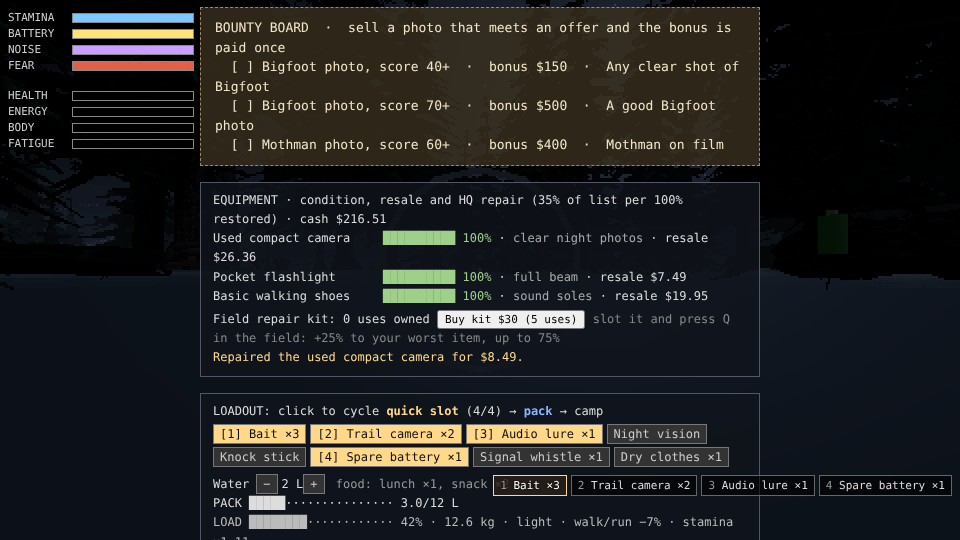 STAMINA
BATTERY
NOISE
FEAR
HEALTH
ENERGY
BODY
FATIGUE
BOUNTY BOARD · sell a photo that meets an offer and the bonus is
paid once
[ ] Bigfoot photo, score 40+ · bonus $150 · Any clear shot of
Bigfoot
[ ] Bigfoot photo, score 70+ · bonus $500 · A good Bigfoot
photo
[ ] Mothman photo, score 60+ · bonus $400 · Mothman on film
EQUIPMENT · condition, resale and HQ repair (35% of list per 100%
restored) · cash $216.51
Used compact camera 100% · clear night photos · resale
$26.36
Pocket flashlight 100% · full beam · resale $7.49
Basic walking shoes 100% · sound soles · resale $19.95
Field repair kit: 0 uses owned Buy kit $30 (5 uses) slot it and press Q
in the field: +25% to your worst item, up to 75%
Repaired the used compact camera for $8.49.
LOADOUT: click to cycle quick slot (4/4) → pack → camp
[1] Bait ×3 [2] Trail camera ×2 [3] Audio lure ×1 Night vision
Knock stick [4] Spare battery ×1 Signal whistle ×1 Dry clothes ×1
Water − 2 L + food: lunch ×1, snack
1 Bait ×3 2 Trail camera ×2 3 Audio lure ×1 4 Spare battery ×1
PACK 3.0/12 L
LOAD 42% · 12.6 kg · light · walk/run −7% · stamina